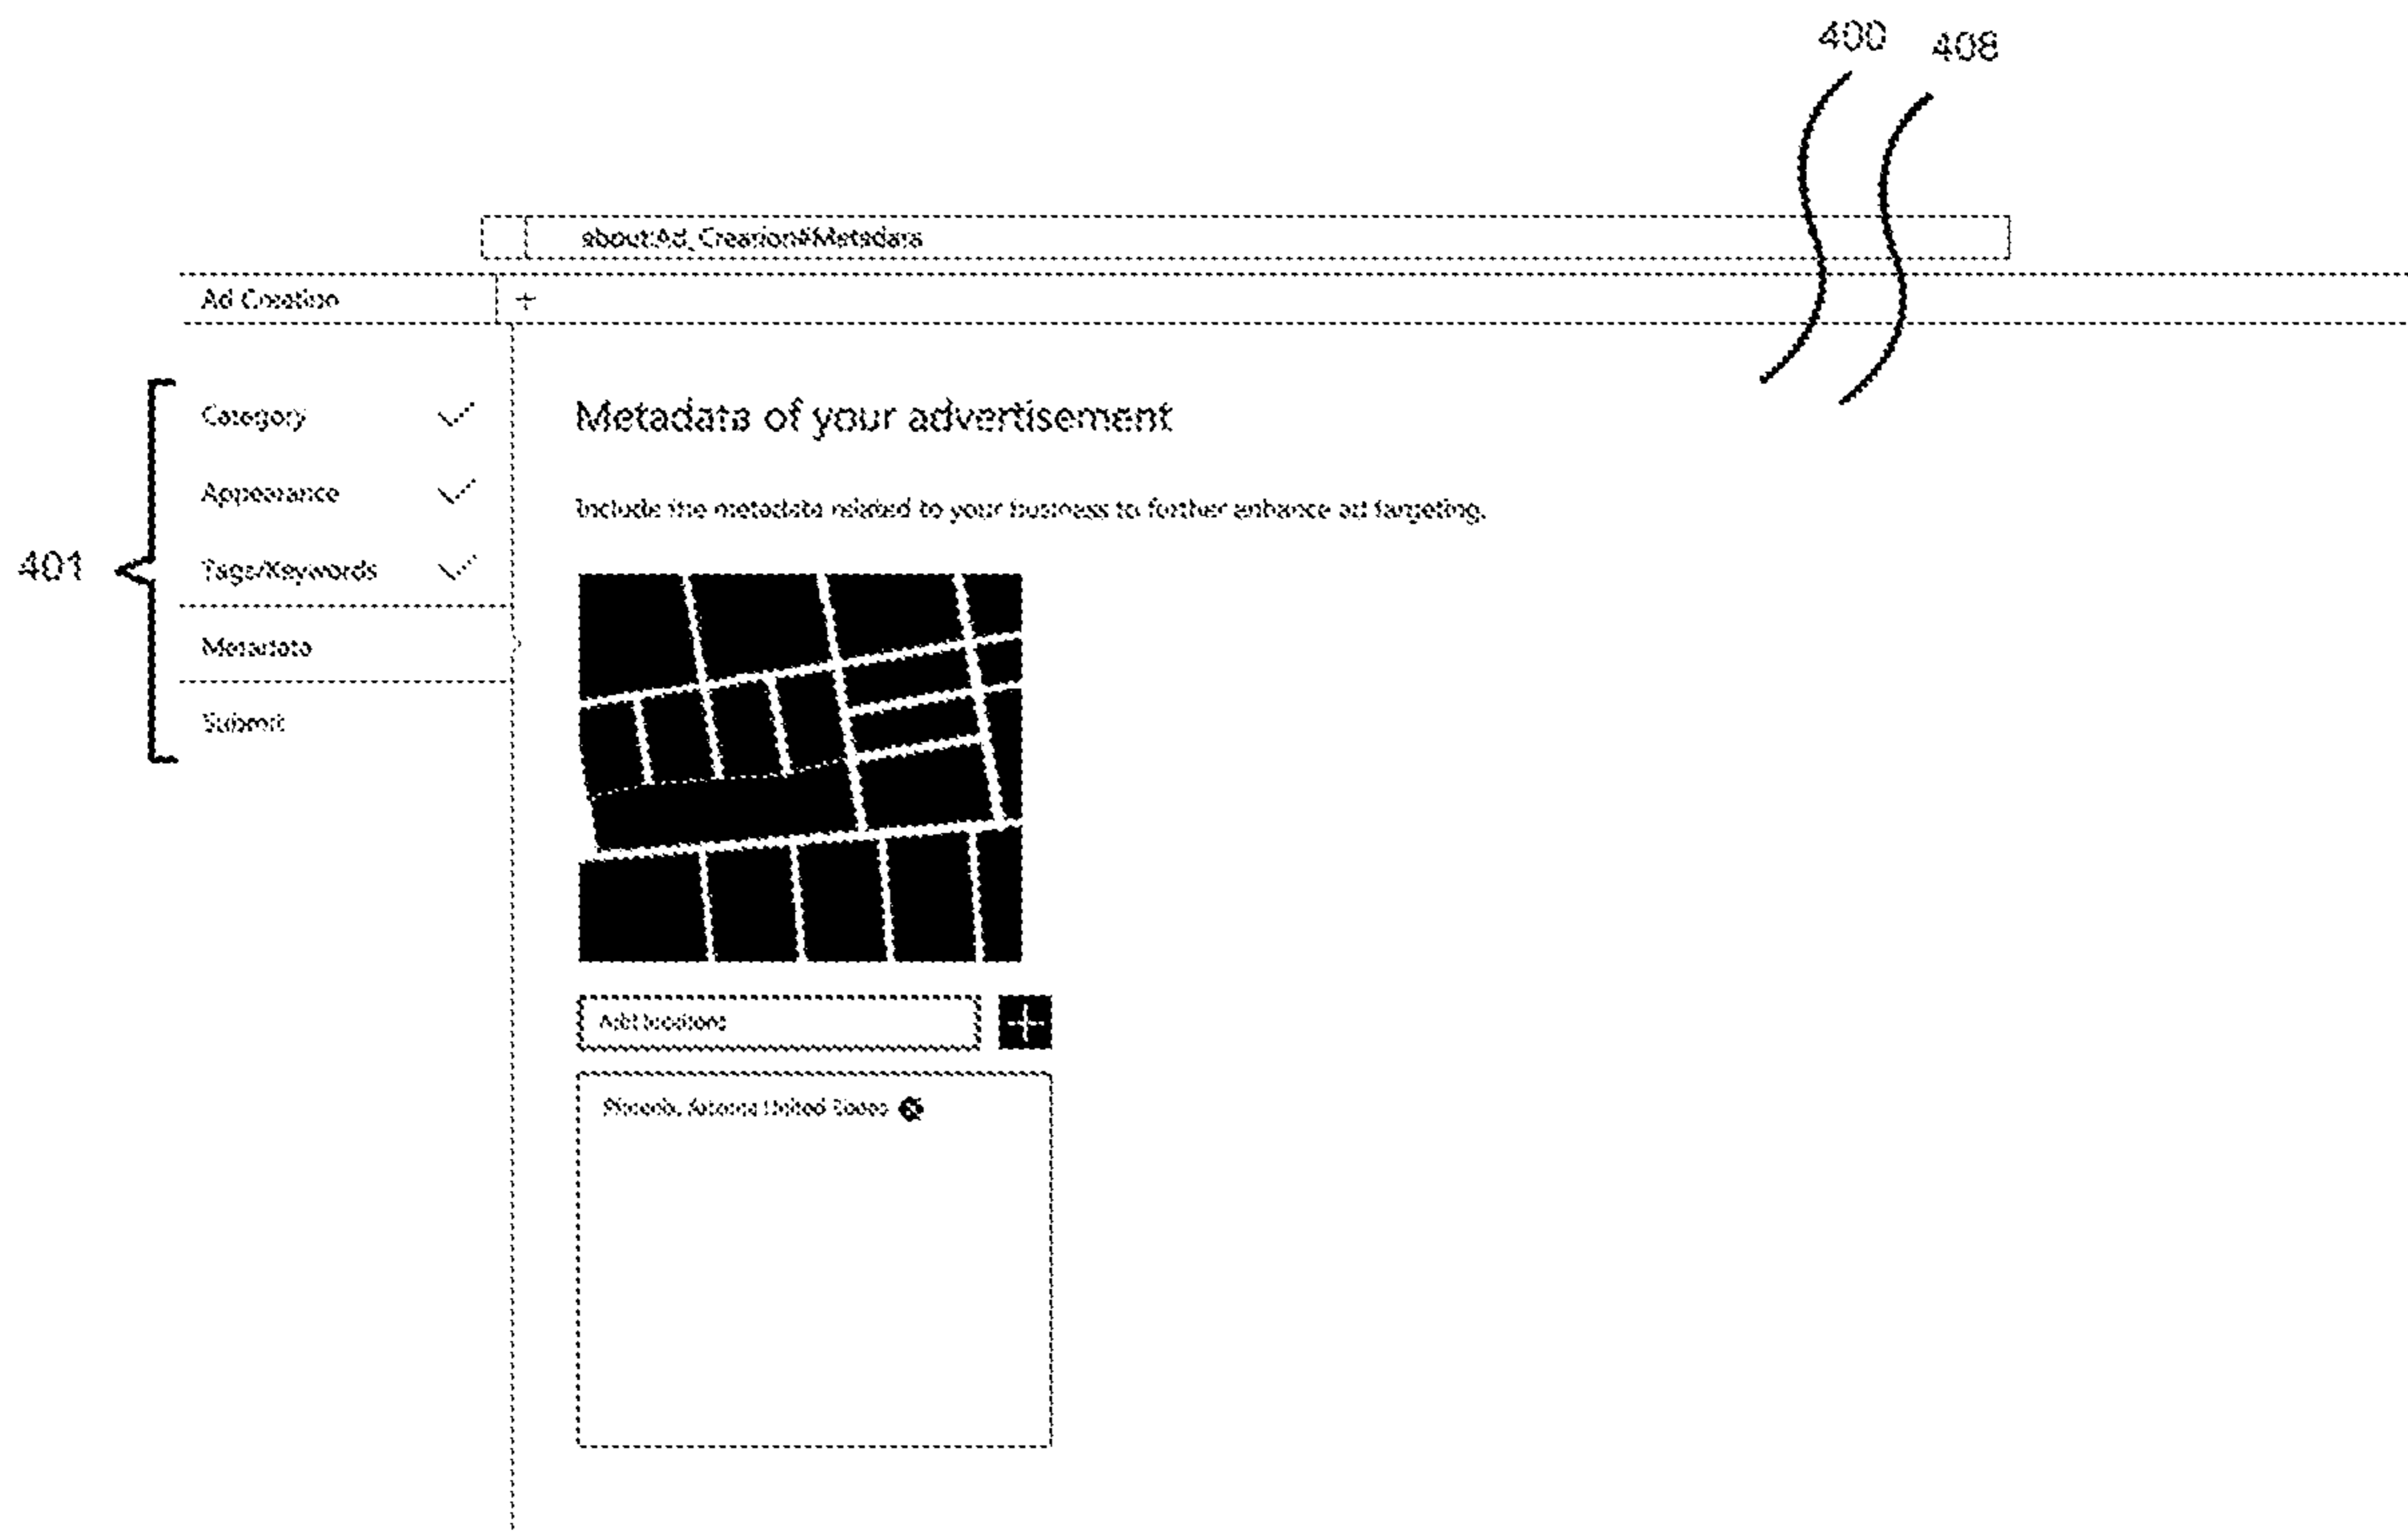 400 408
about:Ad_Creation#Metadata
Ad Creation +
Category
Metadata of your advertisement
Appearance
Include the metadata related to your business to further enhance ad targeting.
401
Tags/Keywords
Metadata
Submit
Add locations
Phoenix, Arizona United States